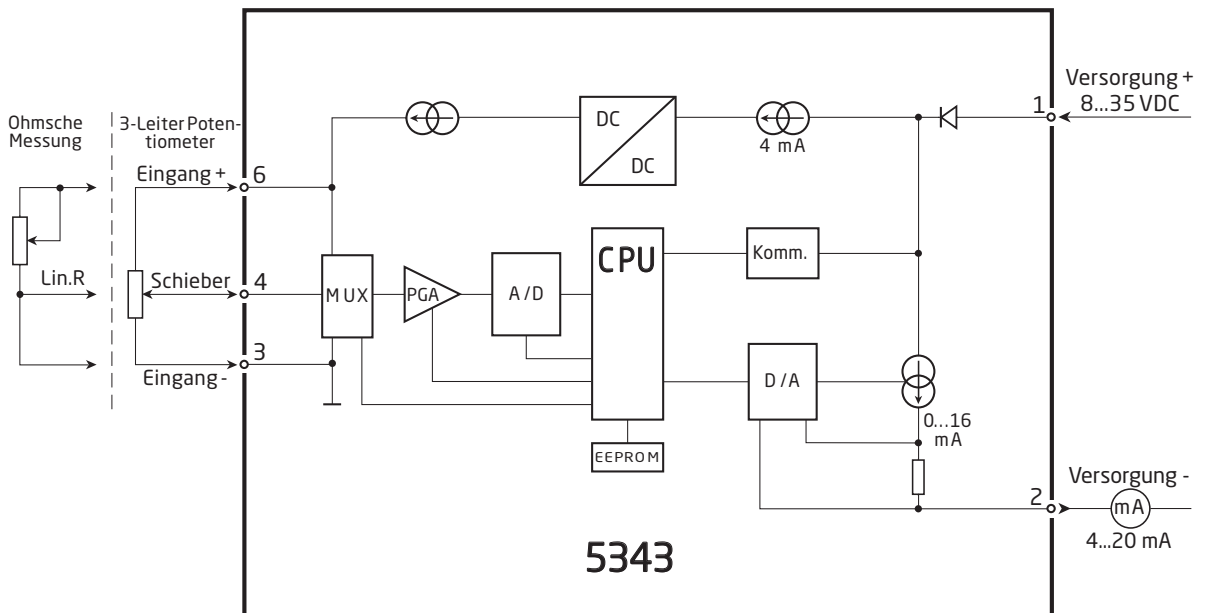 Versorgung +
8...35 VDC
1
Ohmsche
Messung
3-Leiter Poten-
tiometer
DC
DC
4 mA
Eingang +
6
CPU
Komm.
Lin.R
Schieber
4
MUX
PGA
A/D
3
Eingang -
D/A
0...16
mA
EEPROM
Versorgung -
2
mA
4...20 mA
5343